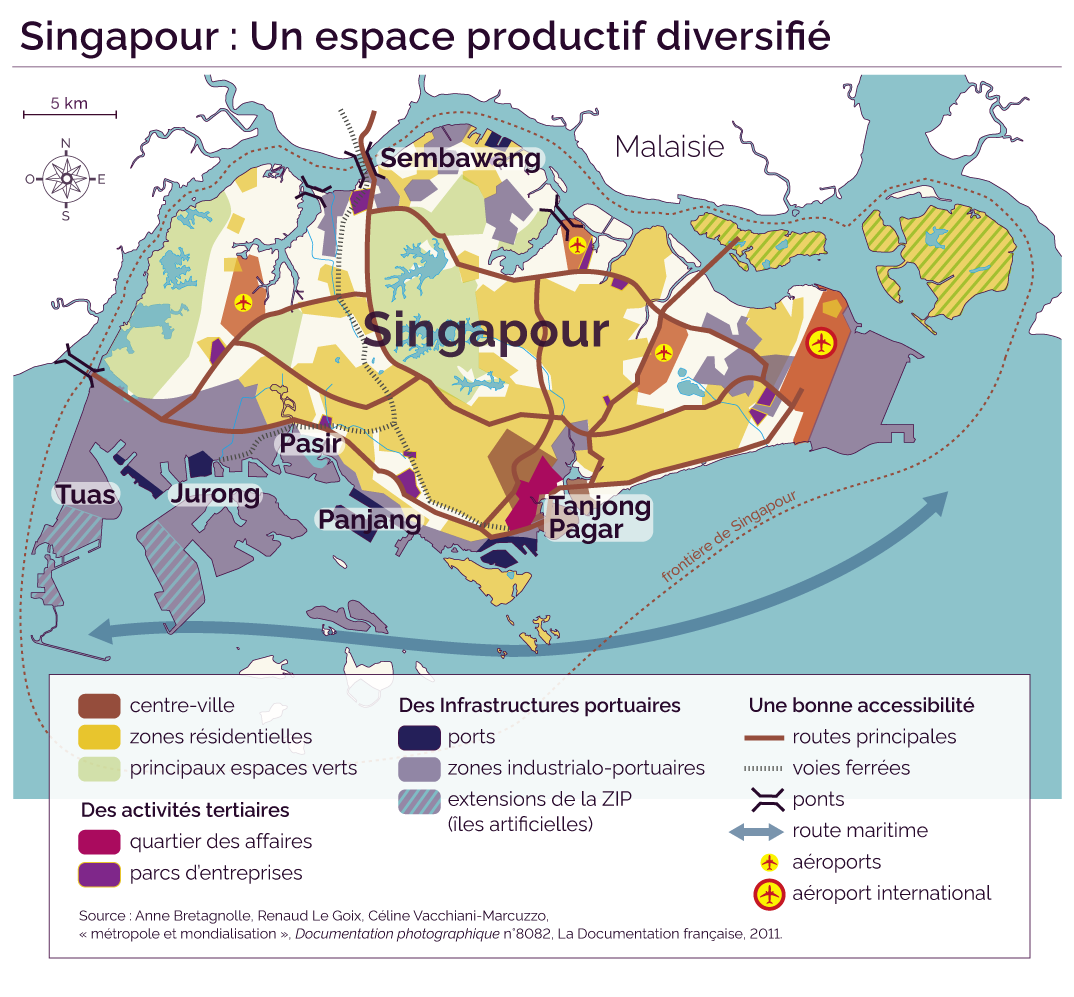 Singapour : Un espace productif diversifié
5 km
N
O
E
S
Malaisie
Sembawang
Singapour
Pasir
Tuas
Jurong
Panjang
Tanjong
Pagar
frontière de Singapour
centre-ville
zones résidentielles
principaux espaces verts
Des activités tertiaires
quartier des affaires
parcs d'entreprises
Des Infrastructures portuaires
ports
zones industrialo-portuaires
extensions de la ZIP
(îles artificielles)
Une bonne accessibilité
routes principales
voies ferrées
ponts
route maritime
aéroports
aéroport international
Source : Anne Bretagnolle, Renaud Le Goix, Céline Vacchiani-Marcuzzo,
« métropole et mondialisation », Documentation photographique n°8082, La Documentation française, 2011.